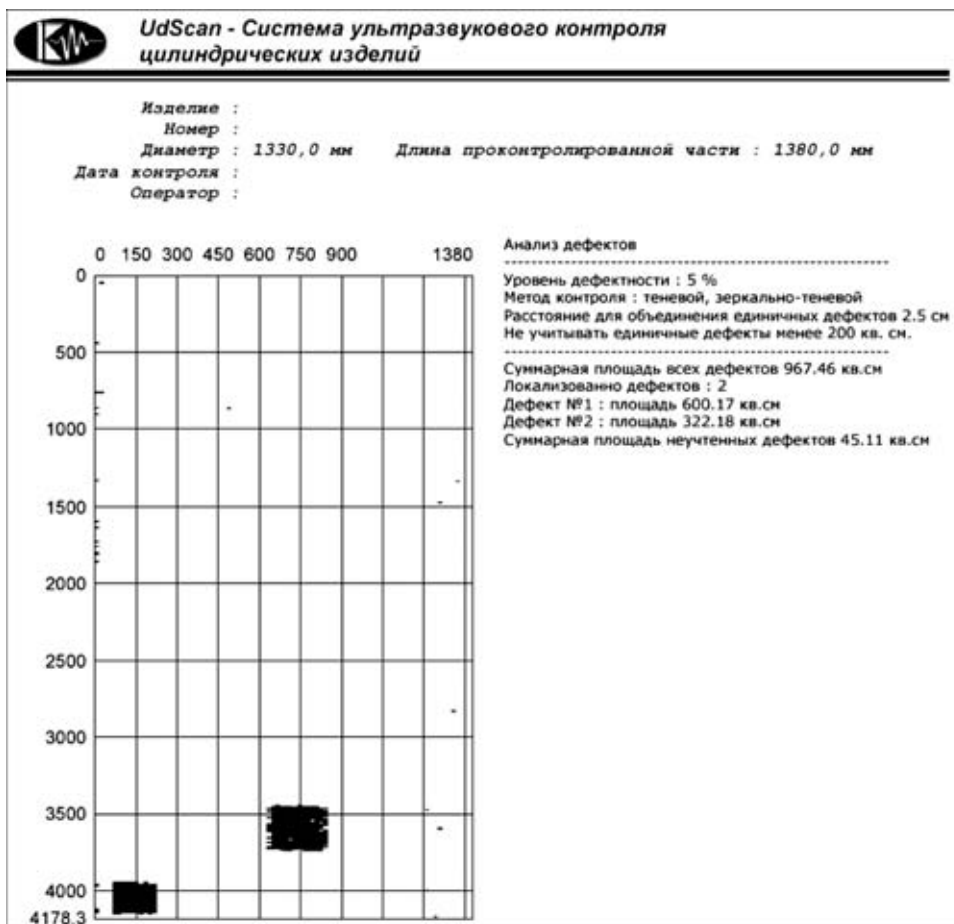 UdScan - Система ультразвукового контроля
цилиндрических изделий
Изделие :
Номер :
Диаметр : 1330,0 мм Длина проконтролированной части : 1380,0 мм
Дата контроля :
Оператор :
0 150 300 450 600 750 900 1380
0
500
1000
1500
2000
2500
3000
3500
4000
4178.3
Анализ дефектов
Уровень дефектности : 5 %
Метод контроля : теневой, зеркально-теневой
Расстояние для объединения единичных дефектов 2.5 см
Не учитывать единичные дефекты менее 200 кв. см.
Суммарная площадь всех дефектов 967.46 кв.см
Локализованно дефектов : 2
Дефект №1 : площадь 600.17 кв.см
Дефект №2 : площадь 322.18 кв.см
Суммарная площадь неучтенных дефектов 45.11 кв.см